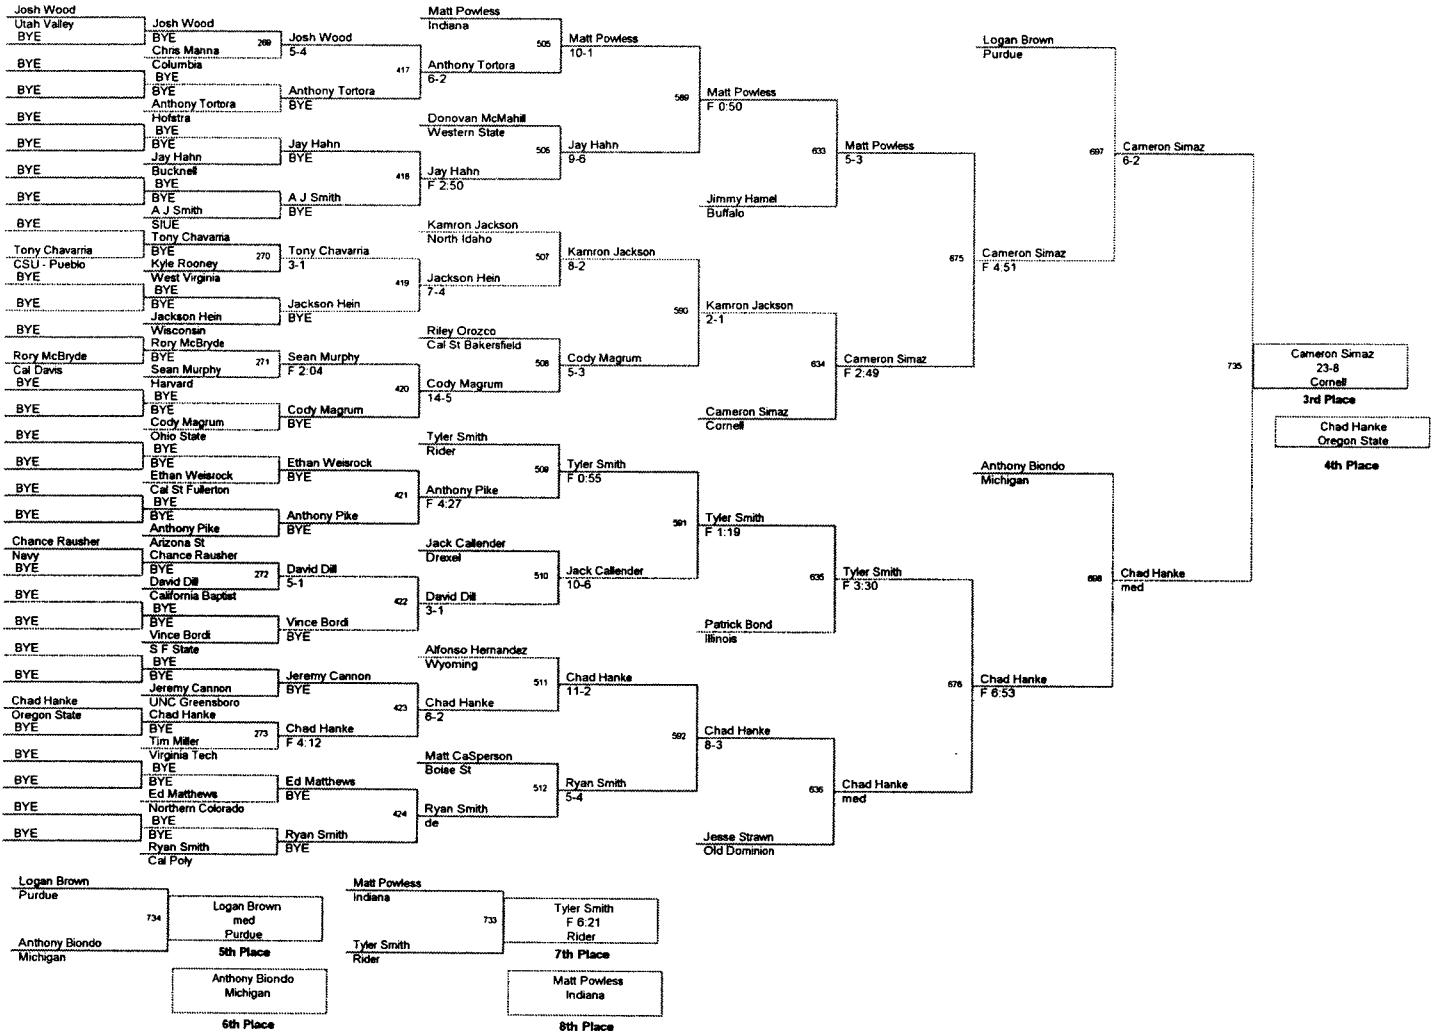 Josh Wood
Utah Valley
BYE
BYE
BYE
BYE
BYE
BYE
BYE
BYE
Tony Chavarria
CSU - Pueblo
BYE
BYE
BYE
Rory McBryde
Cal Davis
BYE
BYE
BYE
BYE
BYE
BYE
Chance Rausher
Navy
BYE
BYE
BYE
BYE
BYE
Chad Hanke
Oregon State
BYE
BYE
BYE
BYE
BYE
Josh Wood
BYE
269
Chris Manna
Columbia
BYE
BYE
Anthony Tortora
Hofstra
BYE
BYE
Jay Hahn
Bucknell
BYE
BYE
A J Smith
SIUE
Tony Chavarria
BYE
270
Kyle Rooney
West Virginia
BYE
BYE
Jackson Hein
Wisconsin
Rory McBryde
BYE
271
Sean Murphy
Harvard
BYE
BYE
Cody Magrum
Ohio State
BYE
BYE
Ethan Weisrock
Cal St Fullerton
BYE
BYE
Anthony Pike
Arizona St
Chance Rausher
BYE
272
David Dill
California Baptist
BYE
BYE
Vince Bordi
S F State
BYE
BYE
Jeremy Cannon
UNC Greensboro
Chad Hanke
BYE
273
Tim Miller
Virginia Tech
BYE
BYE
Ed Matthews
Northern Colorado
BYE
BYE
Ryan Smith
Cal Poly
Josh Wood
5-4
417
Anthony Tortora
BYE
Jay Hahn
BYE
418
A J Smith
BYE
Tony Chavarria
3-1
419
Jackson Hein
BYE
Sean Murphy
F 2:04
420
Cody Magrum
BYE
Ethan Weisrock
BYE
421
Anthony Pike
BYE
David Dill
5-1
422
Vince Bordi
BYE
Jeremy Cannon
BYE
423
Chad Hanke
F 4:12
Ed Matthews
BYE
424
Ryan Smith
BYE
Matt Powless
Indiana
505
Anthony Tortora
6-2
Donovan McMahill
Western State
506
Jay Hahn
F 2:50
Kamron Jackson
North Idaho
507
Jackson Hein
7-4
Riley Orozco
Cal St Bakersfield
508
Cody Magrum
14-5
Tyler Smith
Rider
509
Anthony Pike
F 4:27
Jack Callender
Drexel
510
David Dill
3-1
Alfonso Hernandez
Wyoming
511
Chad Hanke
6-2
Matt CaSperson
Boise St
512
Ryan Smith
de
Matt Powless
10-1
589
Jay Hahn
9-6
Kamron Jackson
8-2
590
Cody Magrum
5-3
Tyler Smith
F 0:55
591
Jack Callender
10-6
Chad Hanke
11-2
592
Ryan Smith
5-4
Matt Powless
F 0:50
633
Jimmy Hamel
Buffalo
Kamron Jackson
2-1
634
Cameron Simaz
Cornell
Tyler Smith
F 1:19
635
Patrick Bond
Illinois
Chad Hanke
8-3
636
Jesse Strawn
Old Dominion
Matt Powless
5-3
675
Cameron Simaz
F 2:49
Tyler Smith
F 3:30
676
Chad Hanke
med
Logan Brown
Purdue
697
Cameron Simaz
F 4:51
Anthony Biondo
Michigan
698
Chad Hanke
F 6:53
Cameron Simaz
6-2
735
Chad Hanke
med
Cameron Simaz
23-8
Cornell
3rd Place
Chad Hanke
Oregon State
4th Place
Logan Brown
Purdue
734
Anthony Biondo
Michigan
Logan Brown
med
Purdue
5th Place
Anthony Biondo
Michigan
6th Place
Matt Powless
Indiana
733
Tyler Smith
Rider
Tyler Smith
F 6:21
Rider
7th Place
Matt Powless
Indiana
8th Place